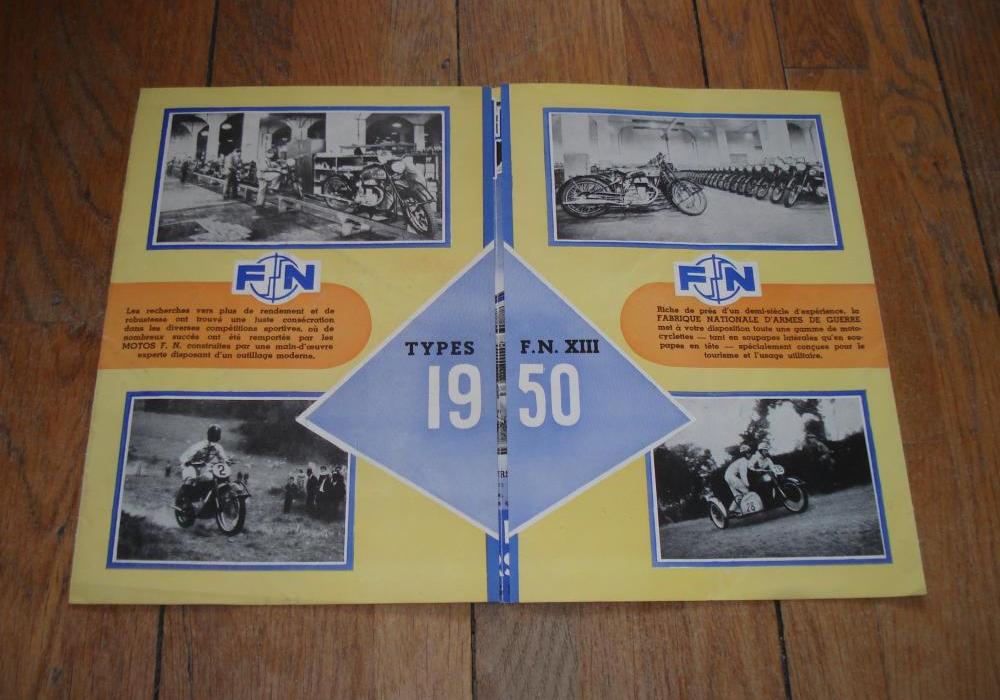 FN
Les recherches vers plus de rendement et de
robustesse ont trouvé une juste consécration
dans les diverses compétitions sportives, où de
nombreux succès ont été remportés par les
MOTOS F. N. construites par une main-d'œuvre
experte disposant d'un outillage moderne.
FN
Riche de près d'un demi-siècle d'expérience, la
FABRIQUE NATIONALE D'ARMES DE GUERRE
met à votre disposition toute une gamme de moto-
cyclettes — tant en soupapes latérales qu'en sou-
papes en tête — spécialement conçues pour le
tourisme et l'usage utilitaire.
TYPES F.N. XIII
1950
2
26